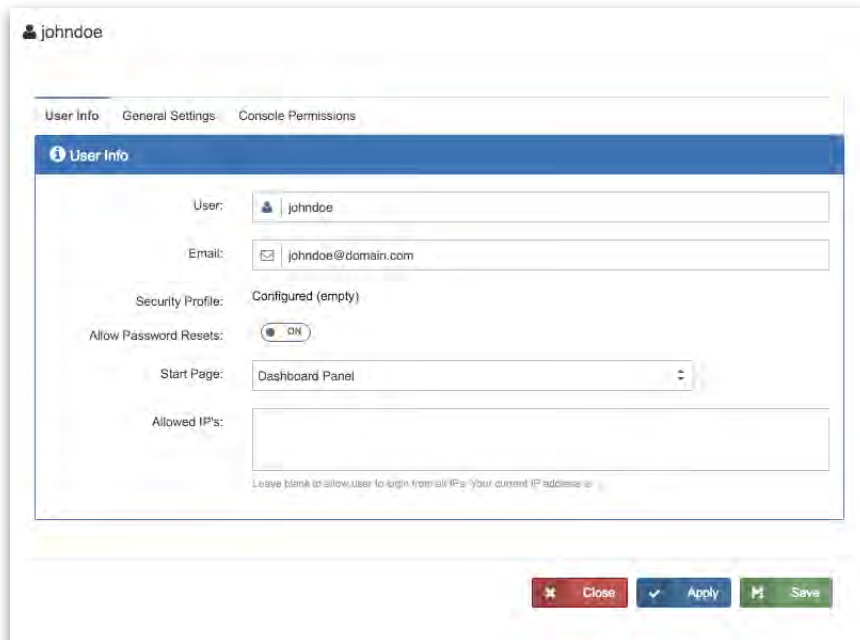 johndoe
User Info General Settings Console Permissions
User Info
User: johndoe
Email: johndoe@domain.com
Security Profile: Configured (empty)
Allow Password Resets: ON
Start Page: Dashboard Panel
Allowed IP's:
Leave blank to allow user to login from all IP's. Your current IP address is
Close Apply Save